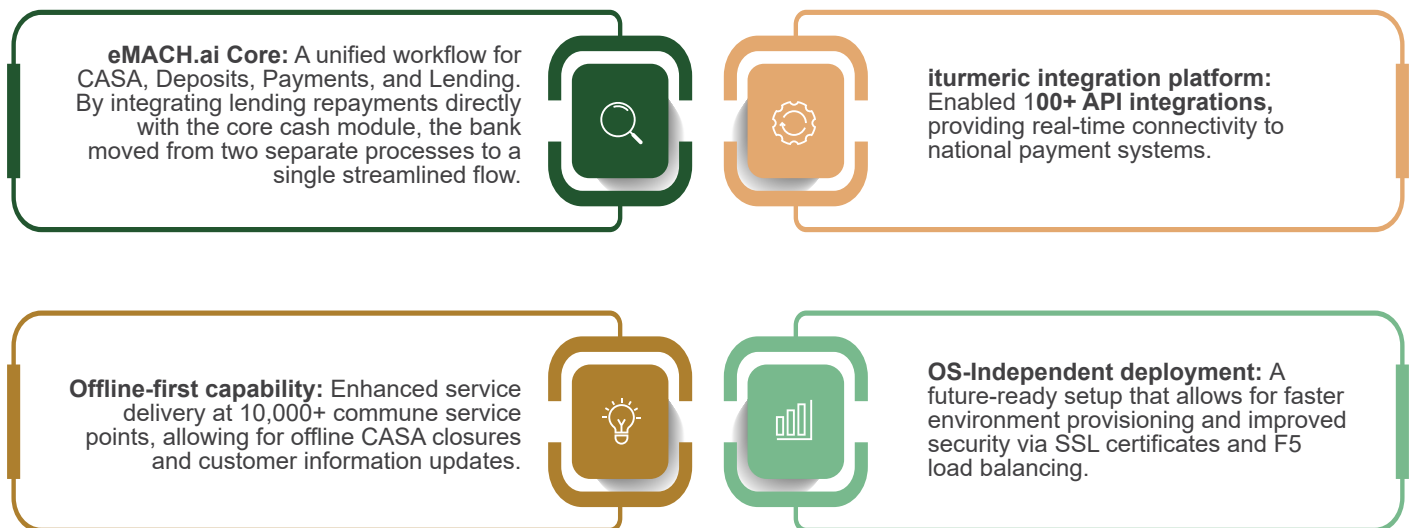 eMACH.ai Core: A unified workflow for
CASA, Deposits, Payments, and Lending.
By integrating lending repayments directly
with the core cash module, the bank
moved from two separate processes to a
single streamlined flow.
iturmeric integration platform:
Enabled 100+ API integrations,
providing real-time connectivity to
national payment systems.
Offline-first capability: Enhanced service
delivery at 10,000+ commune service
points, allowing for offline CASA closures
and customer information updates.
OS-Independent deployment: A
future-ready setup that allows for faster
environment provisioning and improved
security via SSL certificates and F5
load balancing.